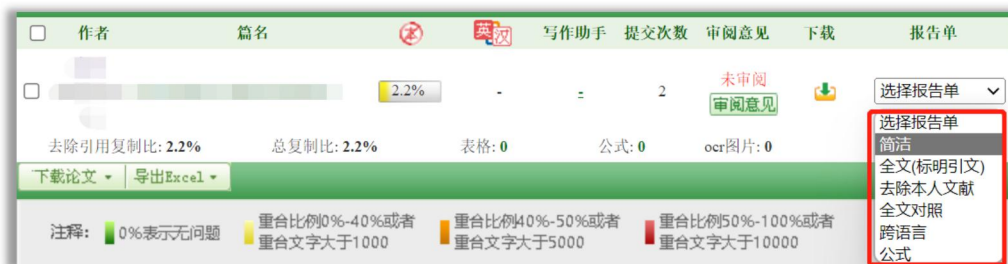 作者 篇名 本 英汉 写作助手 提交次数 审阅意见 下载 报告单
2.2% - - 2 未审阅 选择报告单
审阅意见
去除引用复制比: 2.2% 总复制比: 2.2% 表格: 0 公式: 0 ocr图片: 0
选择报告单
简洁
全文(标明引文)
去除本人文献
全文对照
跨语言
公式
下载论文 导出Excel
注释: 0%表示无问题
重合比例0%-40%或者
重合文字大于1000
重合比例40%-50%或者
重合文字大于5000
重合比例50%-100%或者
重合文字大于10000